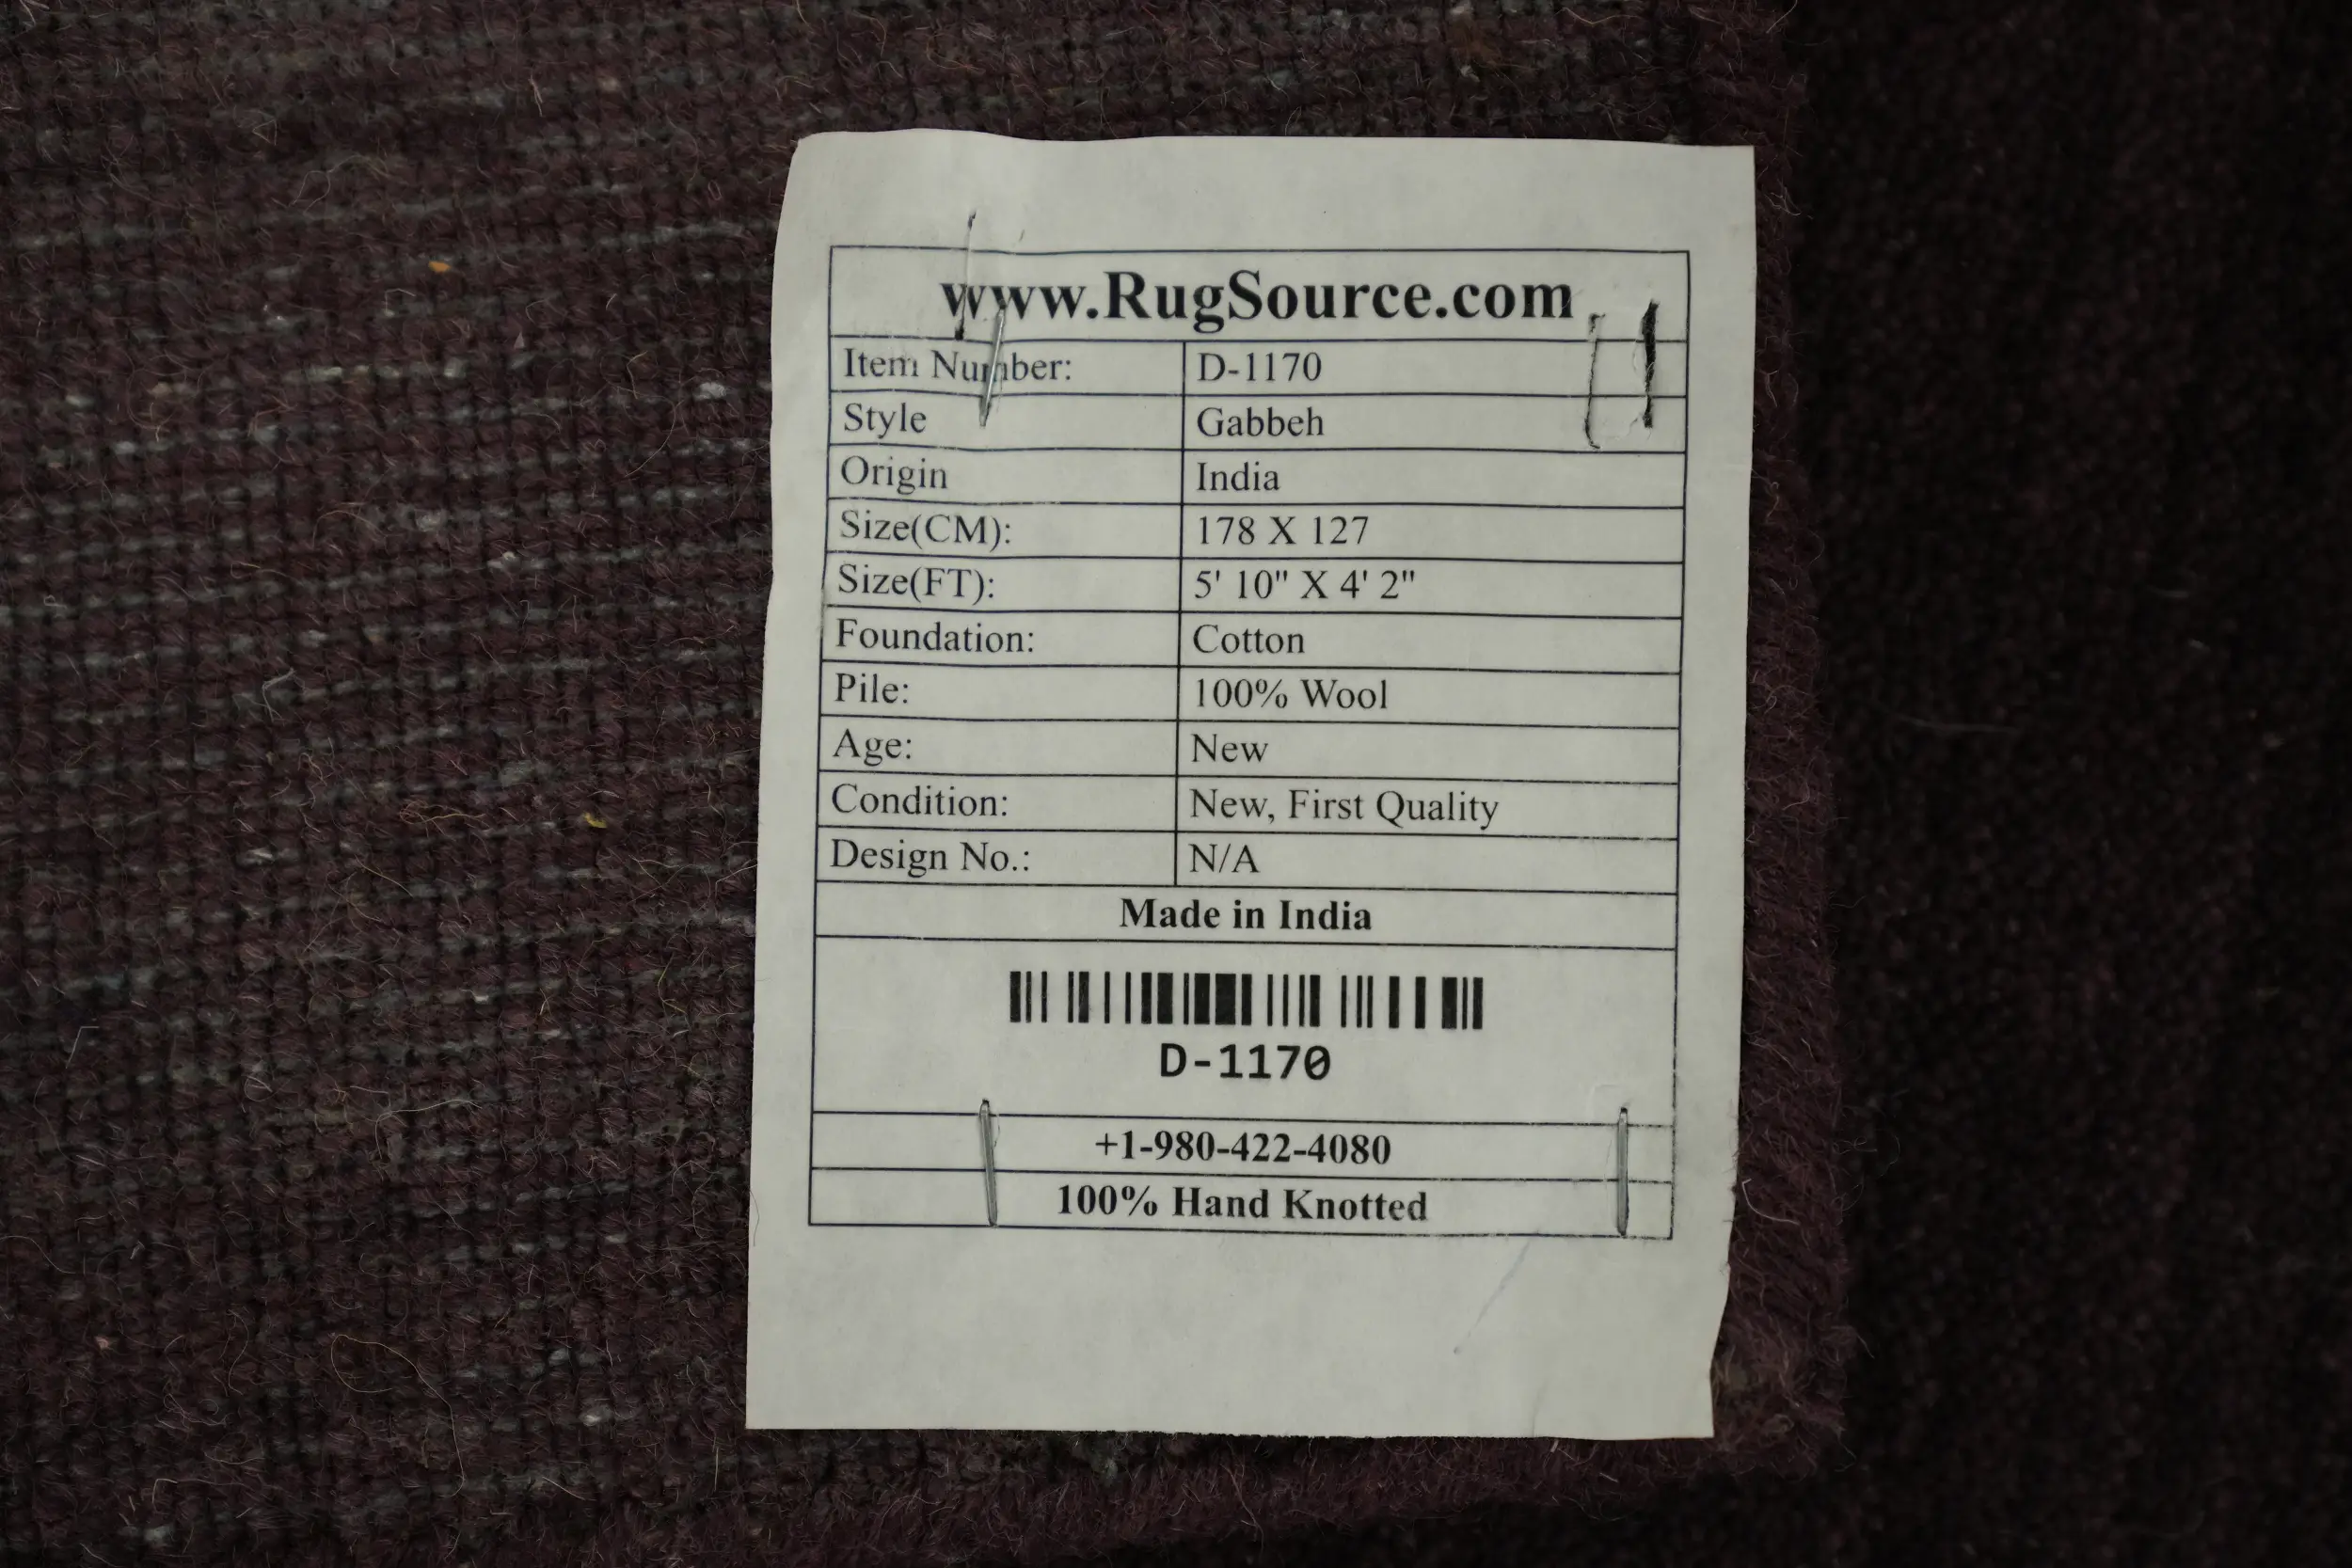 www.RugSource.com
Item Number: D-1170
Style Gabbeh
Origin India
Size(CM): 178 X 127
Size(FT): 5' 10" X 4' 2"
Foundation: Cotton
Pile: 100% Wool
Age: New
Condition: New, First Quality
Design No.: N/A
Made in India
D-1170
+1-980-422-4080
100% Hand Knotted